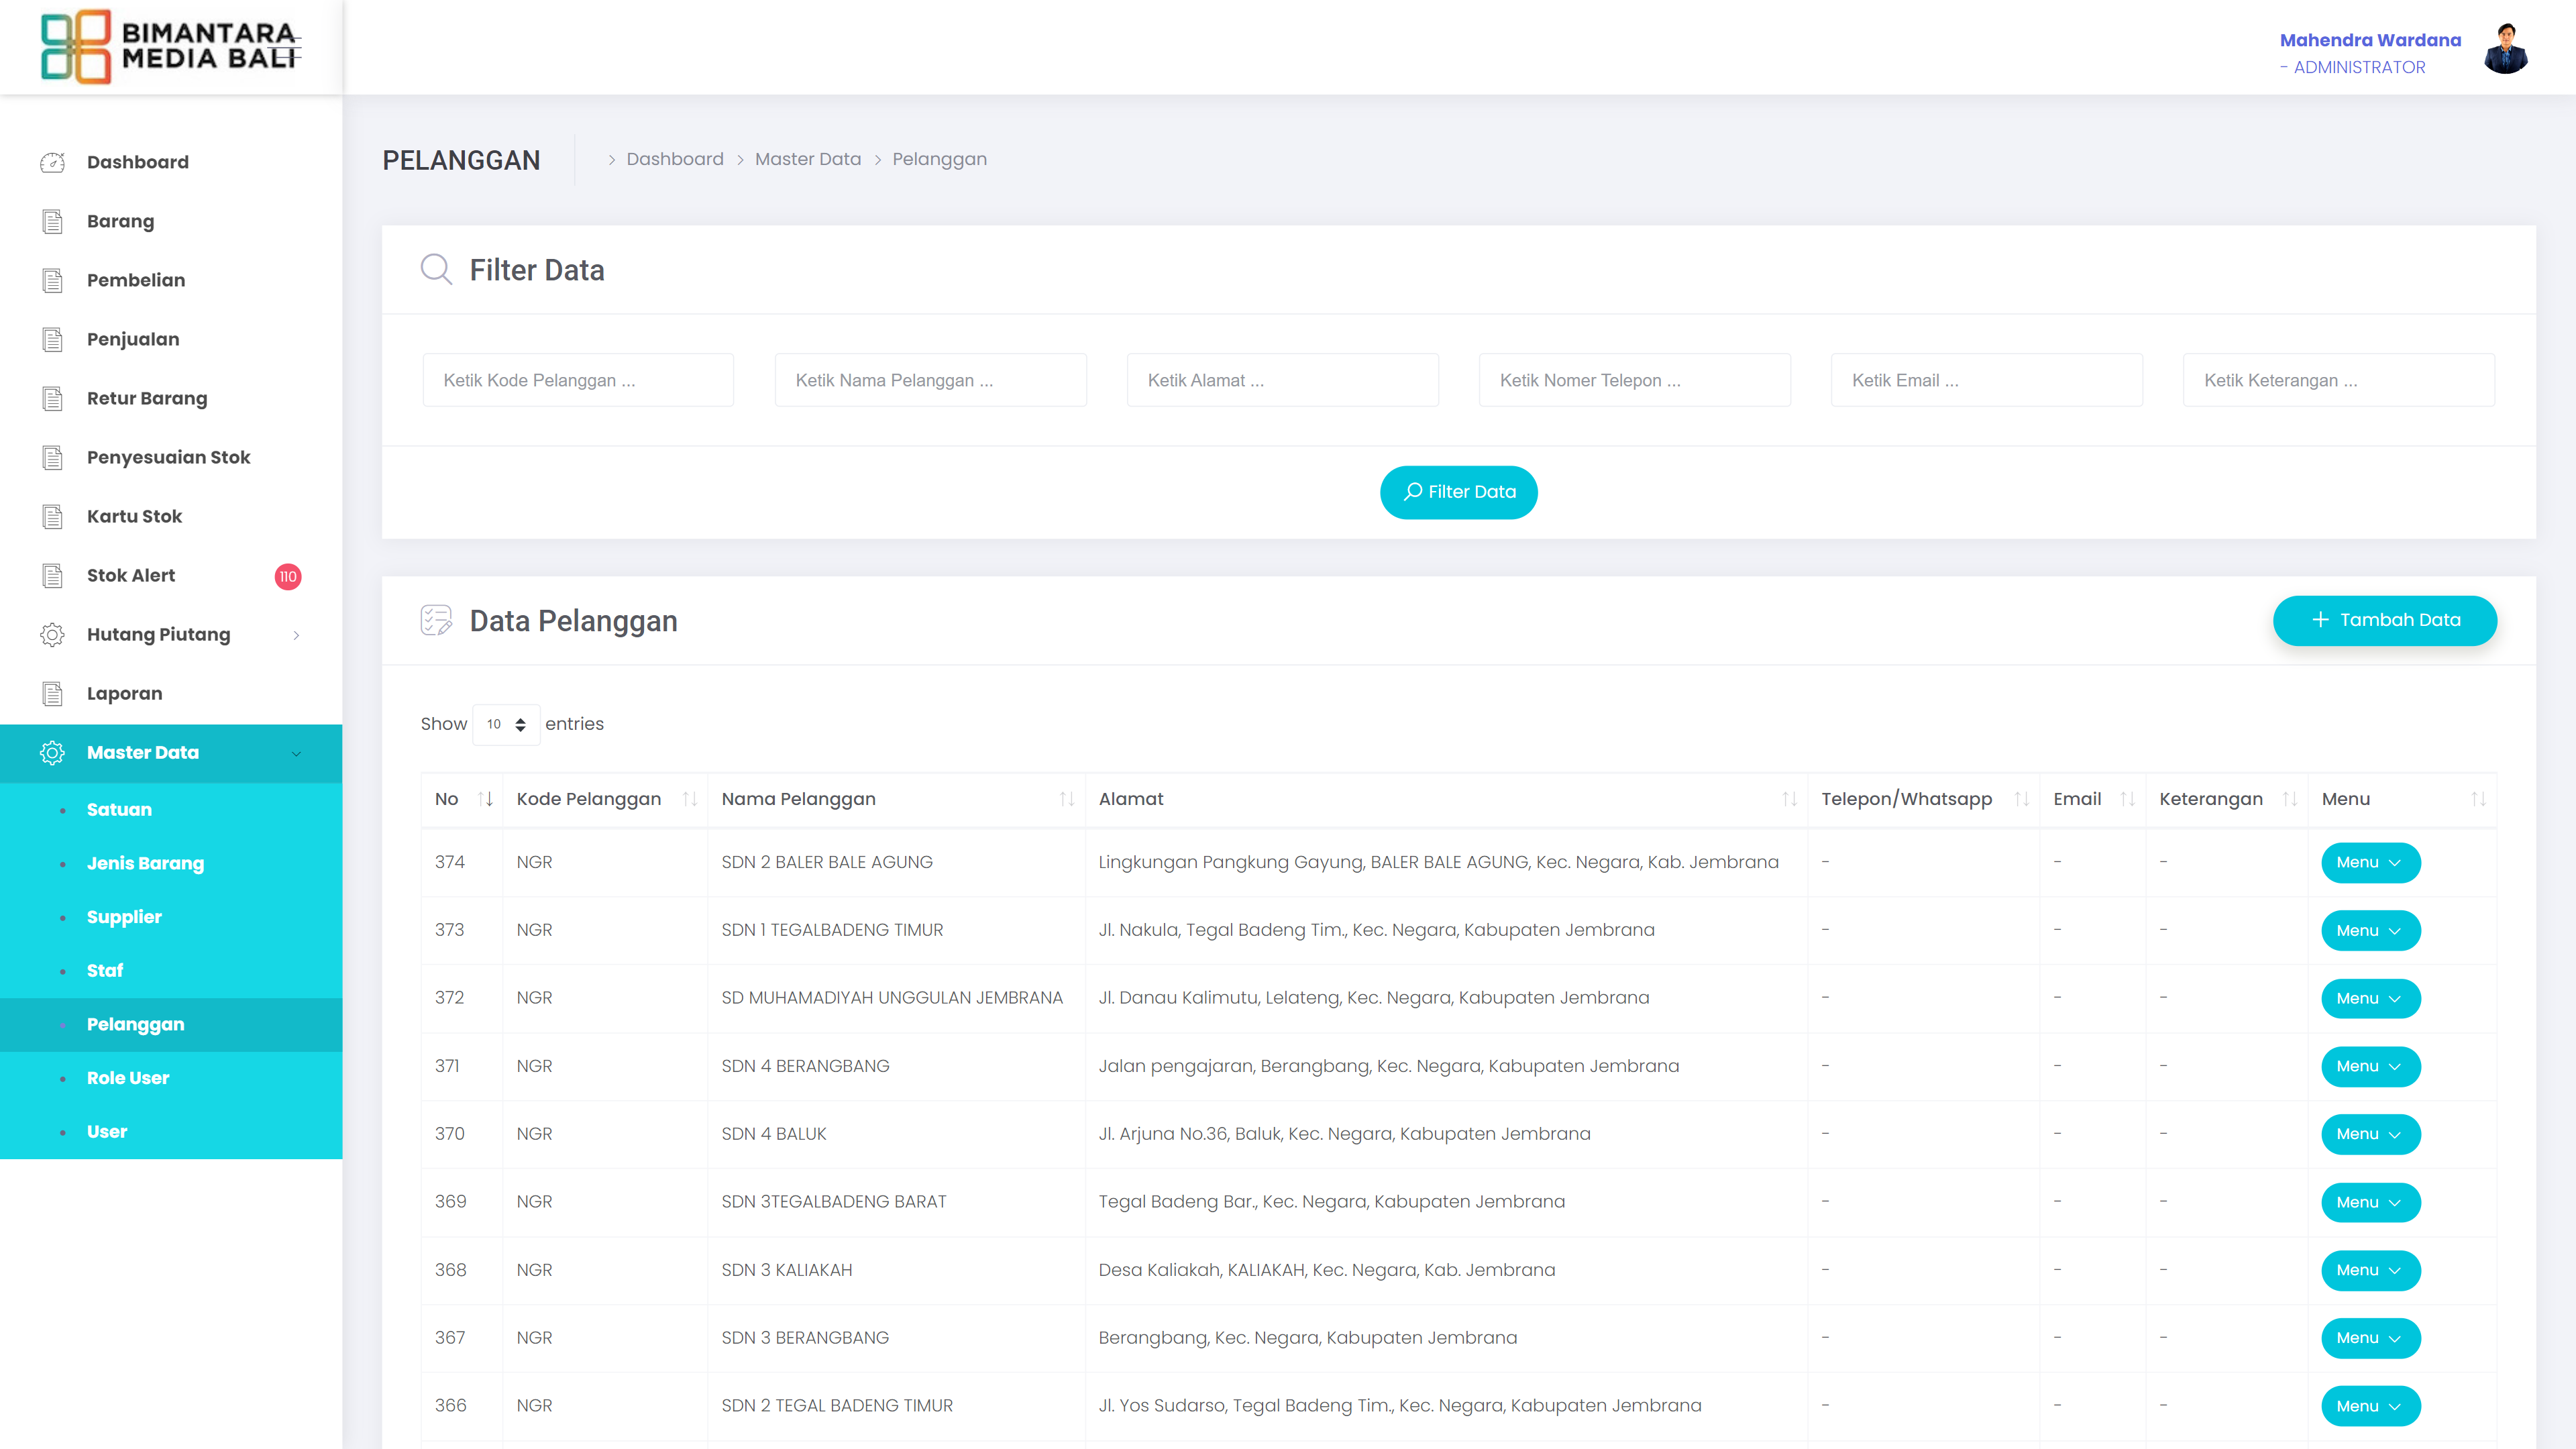 BIMANTARA
MEDIA BALI
Mahendra Wardana
- ADMINISTRATOR
Dashboard
Barang
Pembelian
Penjualan
Retur Barang
Penyesuaian Stok
Kartu Stok
Stok Alert 110
Hutang Piutang
Laporan
Master Data
Satuan
Jenis Barang
Supplier
Staf
Pelanggan
Role User
User
PELANGGAN > Dashboard > Master Data > Pelanggan
Filter Data
Ketik Kode Pelanggan ... Ketik Nama Pelanggan ... Ketik Alamat ... Ketik Nomer Telepon ... Ketik Email ... Ketik Keterangan ...
Filter Data
Data Pelanggan + Tambah Data
Show 10 entries
No Kode Pelanggan Nama Pelanggan Alamat Telepon/Whatsapp Email Keterangan Menu
374 NGR SDN 2 BALER BALE AGUNG Lingkungan Pangkung Gayung, BALER BALE AGUNG, Kec. Negara, Kab. Jembrana - - - Menu
373 NGR SDN 1 TEGALBADENG TIMUR Jl. Nakula, Tegal Badeng Tim., Kec. Negara, Kabupaten Jembrana - - - Menu
372 NGR SD MUHAMADIYAH UNGGULAN JEMBRANA Jl. Danau Kalimutu, Lelateng, Kec. Negara, Kabupaten Jembrana - - - Menu
371 NGR SDN 4 BERANGBANG Jalan pengajaran, Berangbang, Kec. Negara, Kabupaten Jembrana - - - Menu
370 NGR SDN 4 BALUK Jl. Arjuna No.36, Baluk, Kec. Negara, Kabupaten Jembrana - - - Menu
369 NGR SDN 3TEGALBADENG BARAT Tegal Badeng Bar., Kec. Negara, Kabupaten Jembrana - - - Menu
368 NGR SDN 3 KALIAKAH Desa Kaliakah, KALIAKAH, Kec. Negara, Kab. Jembrana - - - Menu
367 NGR SDN 3 BERANGBANG Berangbang, Kec. Negara, Kabupaten Jembrana - - - Menu
366 NGR SDN 2 TEGAL BADENG TIMUR Jl. Yos Sudarso, Tegal Badeng Tim., Kec. Negara, Kabupaten Jembrana - - - Menu